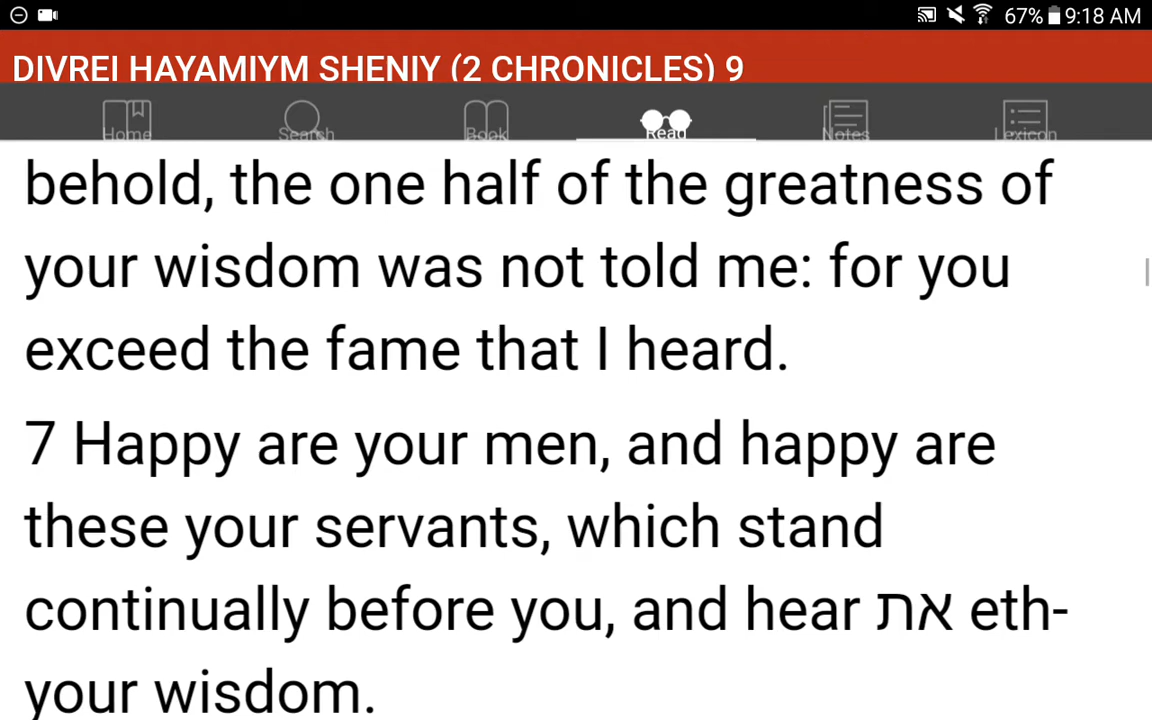 67% 9:18 AM
DIVREI HAYAMIYM SHENIY (2 CHRONICLES) 9
Home Search Book Read Notes Lexicon
behold, the one half of the greatness of
your wisdom was not told me: for you
exceed the fame that I heard.
7 Happy are your men, and happy are
these your servants, which stand
continually before you, and hear את eth-
your wisdom.